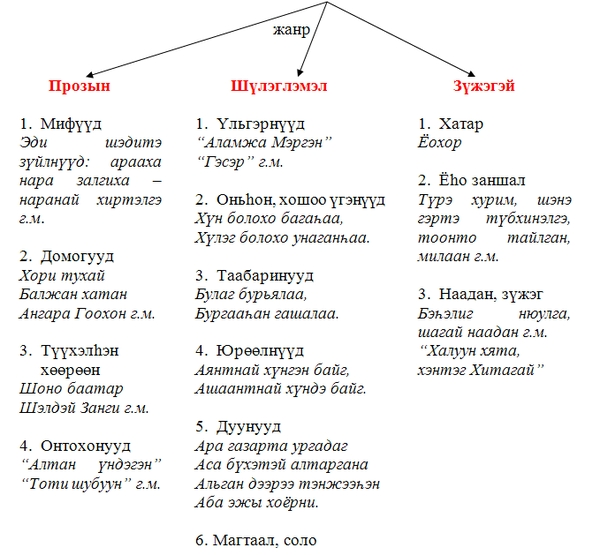 жанр
Прозын
1. Мифүүд
Эди шэдитэ
зүйлнүүд: арааха
нара залгиха –
наранай хиртэлгэ
г.м.
2. Домогууд
Хори тухай
Балжан хатан
Ангара Гоохон г.м.
3. Түүхэлһэн
хөөрөөн
Шоно баатар
Шэлдэй Занги г.м.
4. Онтохонууд
“Алтан үндэгэн”
“Тоти шубуун” г.м.
Шүлэглэмэл
1. Үльгэрнүүд
“Аламжа Мэргэн”
“Гэсэр” г.м.
2. Оньһон, хошоо үгэнүүд
Хүн болохо багаһаа,
Хүлэг болохо унаганһаа.
3. Таабаринууд
Булаг бурьялаа,
Бургааһан гашалаа.
4. Юрөөлнүүд
Аянтнай хүнгэн байг,
Ашаантнай хүндэ байг.
5. Дуунууд
Ара газарта ургадаг
Аса бүхэтэй алтаргана
Альган дээрээ тэнжээһэн
Аба эжы хоёрни.
6. Магтаал, соло
Зүжэгэй
1. Хатар
Ёохор
2. Ёһо заншал
Түрэ хурим, шэнэ
гэртэ түбхинэлгэ,
тоонто тайлган,
милаан г.м.
3. Наадан, зүжэг
Бэһэлиг нюулга,
шагай наадан г.м.
“Халуун хята,
хэнтэг Хитагай”